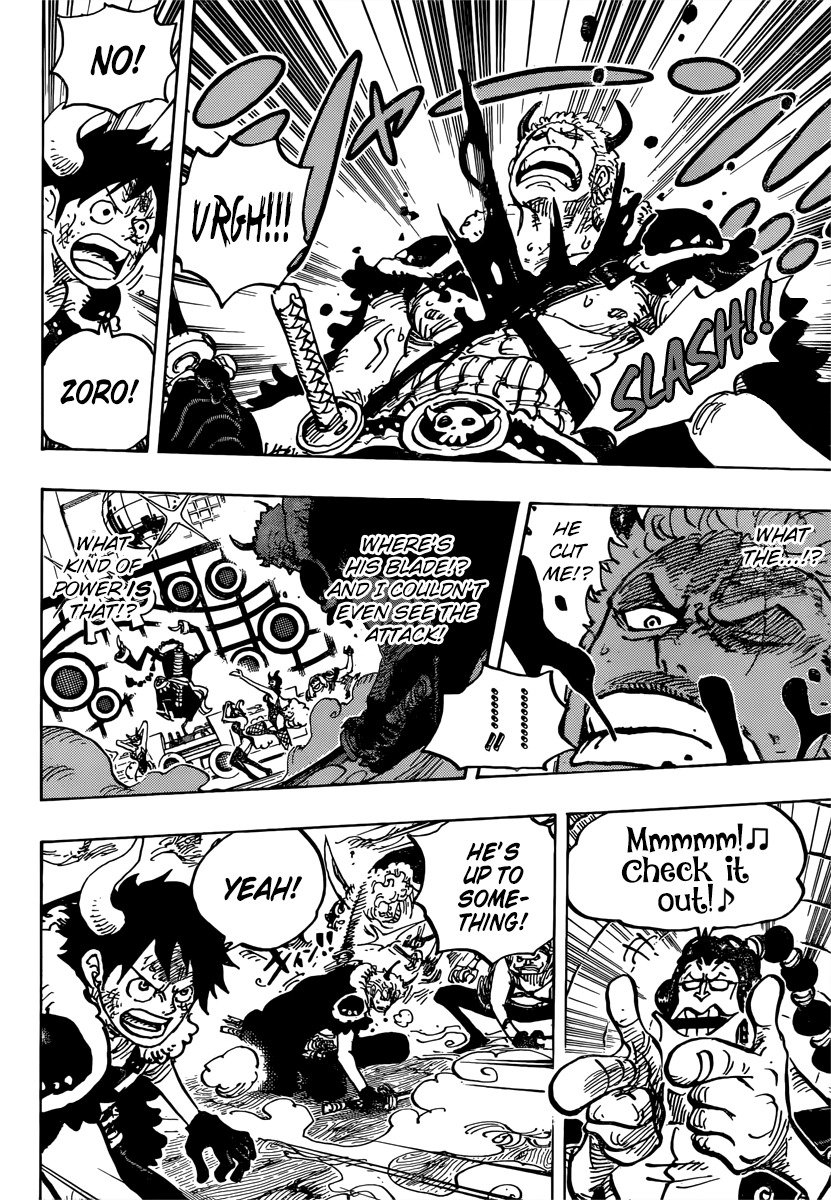 URGH!!!
SLASH!!
NO!
ZORO!
WHAT
THE...!?
HE
CUT
ME!?
!!
WHERE'S
HIS BLADE!?
AND I COULDN'T
EVEN SEE THE
ATTACK!
WHAT
KIND OF
POWER IS
THAT!?
Mmmmm!♫
Check it
out!♪
HE'S
UP TO
SOME-
THING!
YEAH!